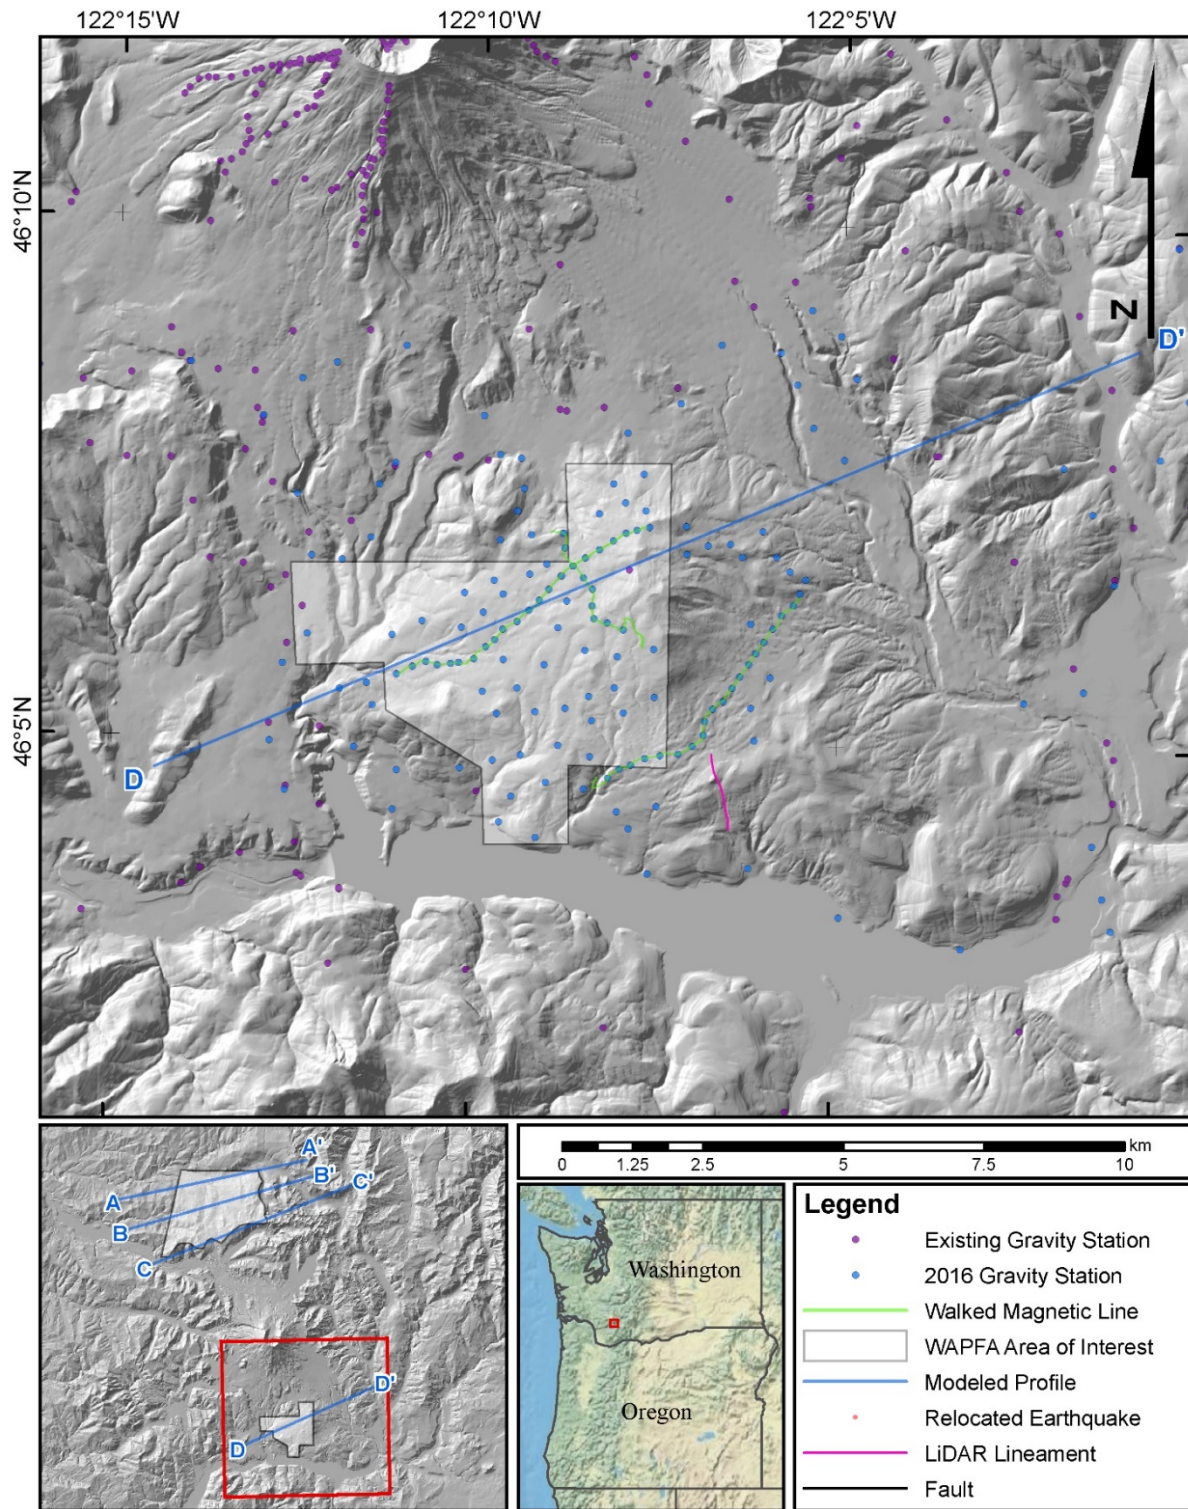 122°15'W 122°10'W 122°5'W
46°10'N
N
D'
46°5'N
D
A'
B'
C'
A
B
C
D'
D
km
0 1.25 2.5 5 7.5 10
Washington
Oregon
Legend
Existing Gravity Station
2016 Gravity Station
Walked Magnetic Line
WAPFA Area of Interest
Modeled Profile
Relocated Earthquake
LiDAR Lineament
Fault